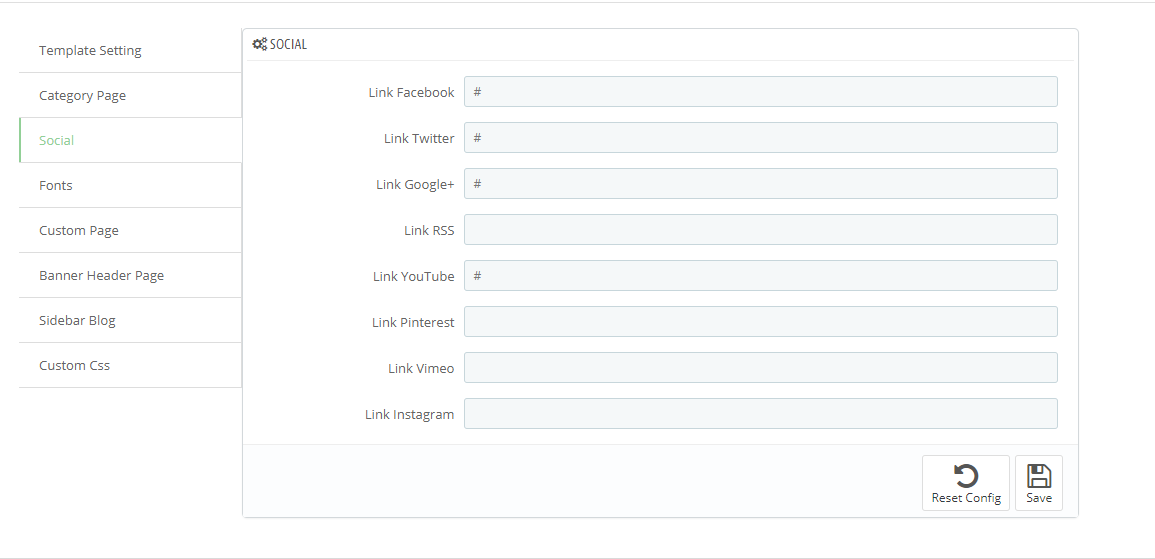 Template Setting
Category Page
Social
Fonts
Custom Page
Banner Header Page
Sidebar Blog
Custom Css
SOCIAL
Link Facebook #
Link Twitter #
Link Google+ #
Link RSS
Link YouTube #
Link Pinterest
Link Vimeo
Link Instagram
Reset Config
Save